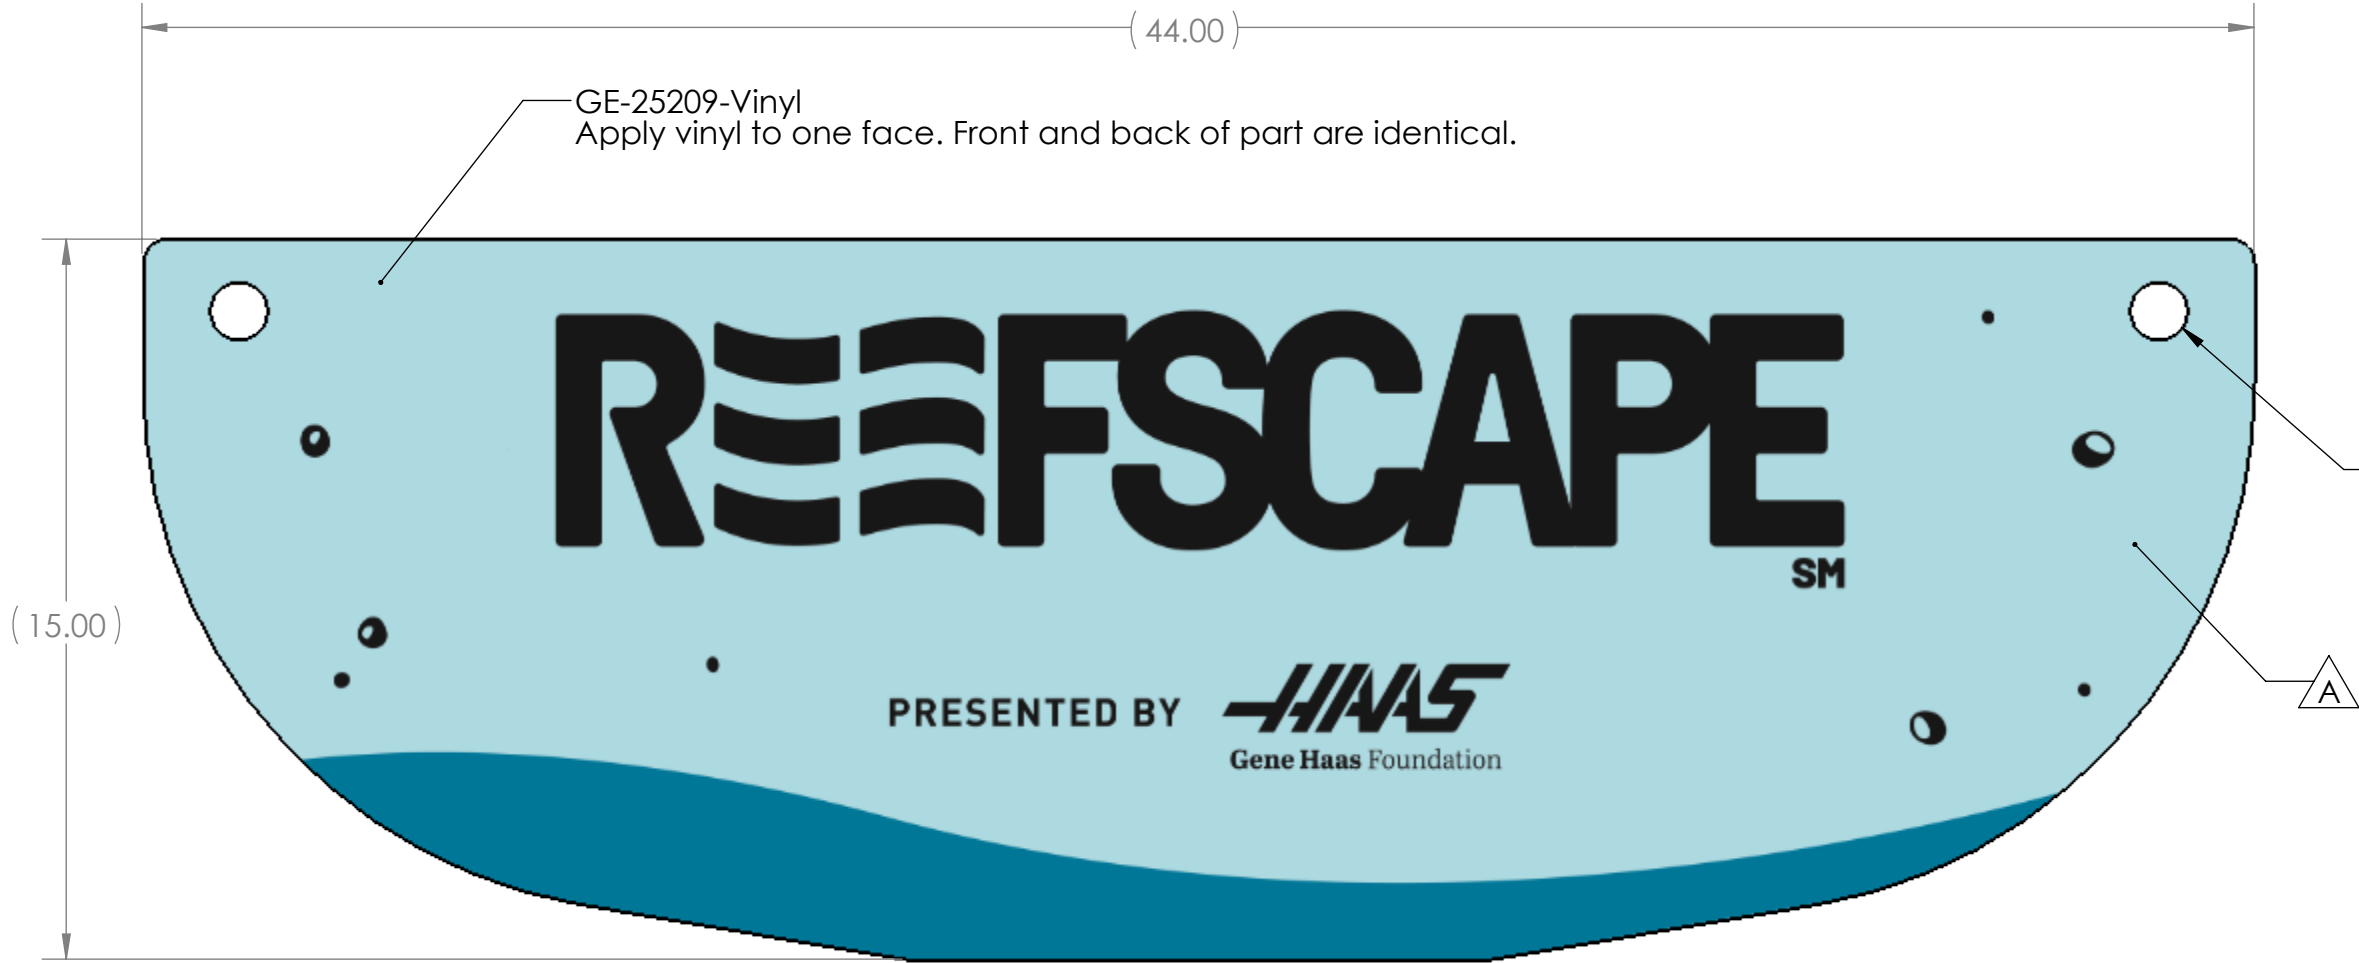 ( 44.00 )
GE-25209-Vinyl
Apply vinyl to one face. Front and back of part are identical.
REEFSCAPE
SM
( 15.00 )
A
PRESENTED BY HAAS
Gene Haas Foundation